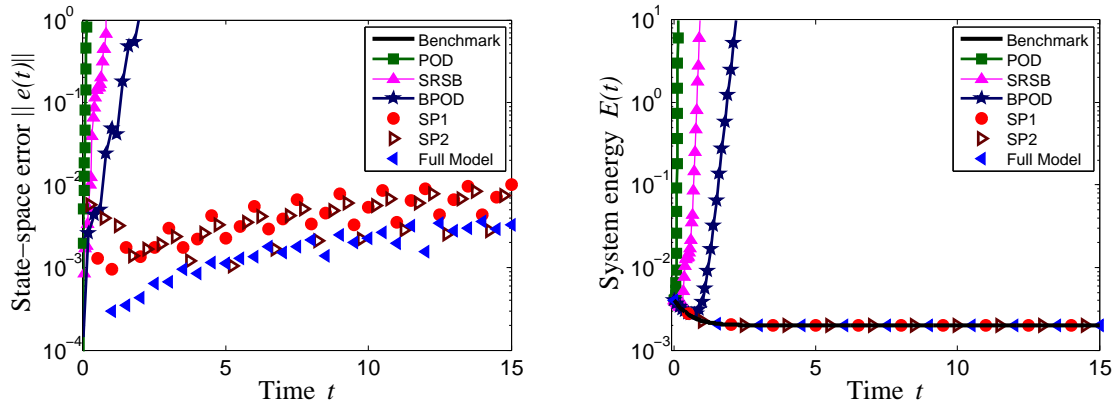 State−space error || e(t)||
10^0
10^-1
10^-2
10^-3
10^-4
0
5
10
15
Time t
Benchmark
POD
SRSB
BPOD
SP1
SP2
Full Model
System energy E(t)
10^1
10^0
10^-1
10^-2
10^-3
0
5
10
15
Time t
Benchmark
POD
SRSB
BPOD
SP1
SP2
Full Model